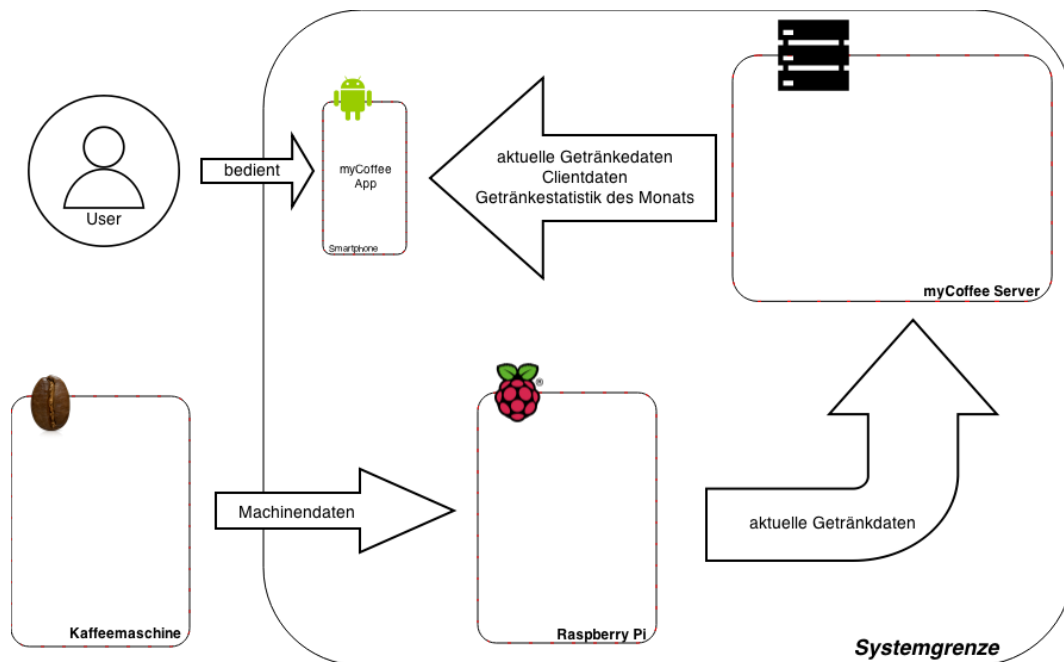 bedient
User
myCoffee
App
Smartphone
aktuelle Getränkedaten
Clientdaten
Getränkestatistik des Monats
myCoffee Server
Machinendaten
Kaffeemaschine
®
Raspberry Pi
aktuelle Getränkdaten
Systemgrenze